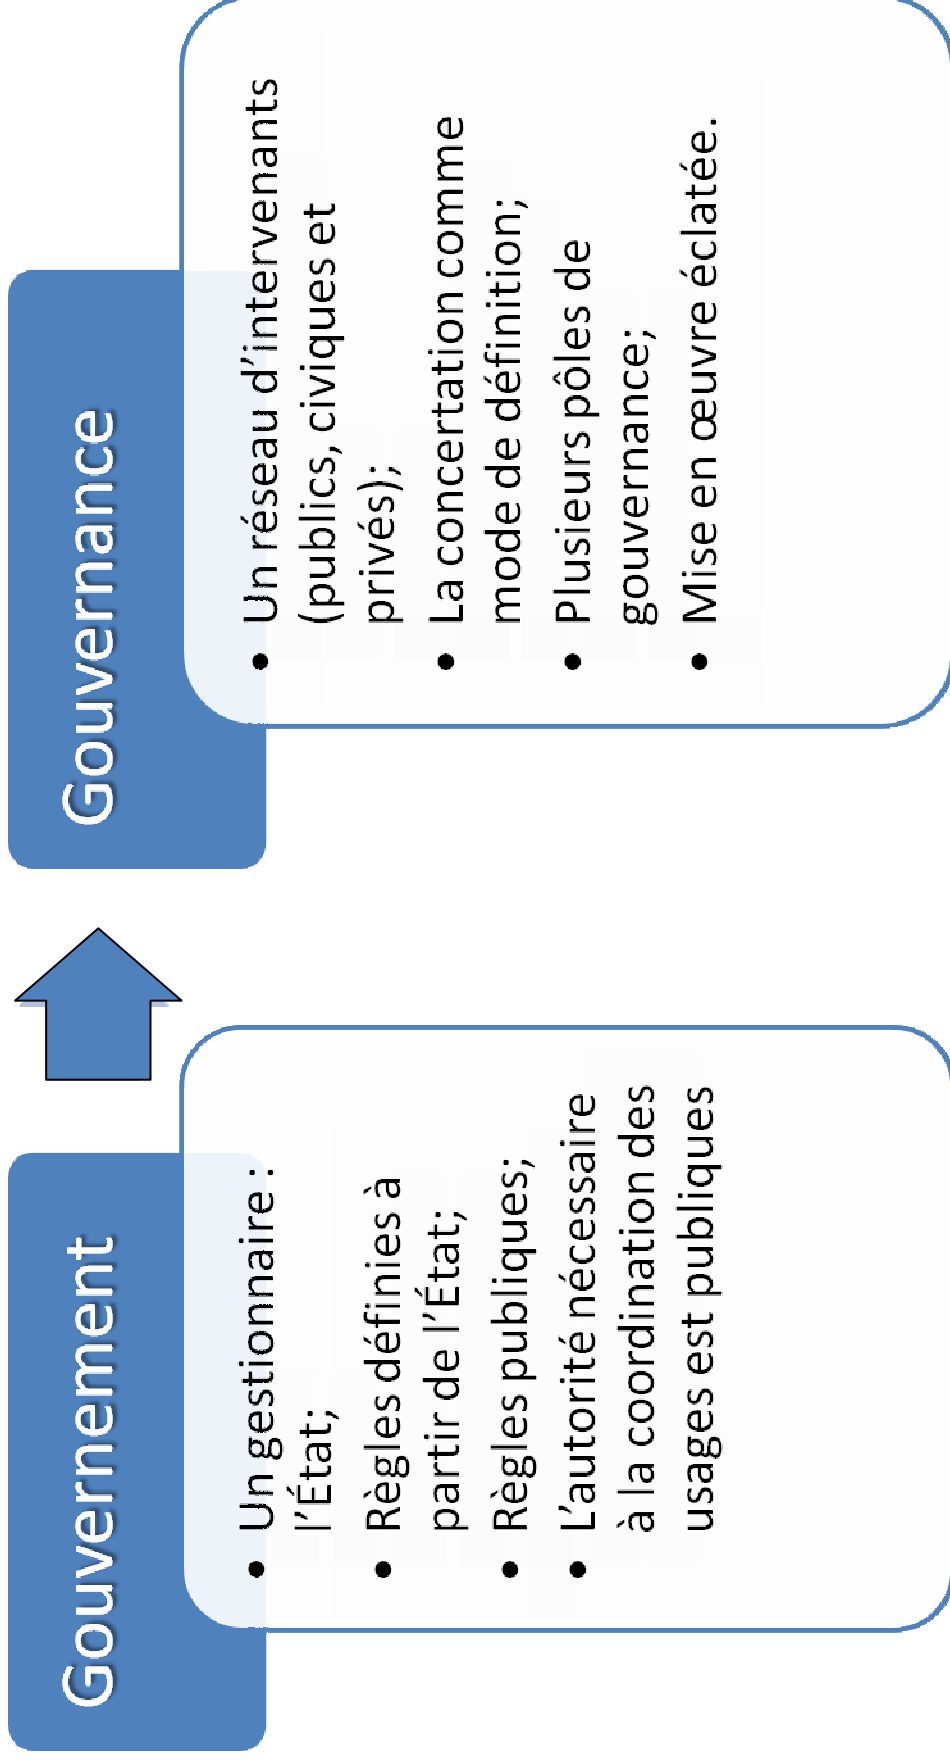 Gouvernement
• Un gestionnaire :
l’État;
• Règles définies à
partir de l’État;
• Règles publiques;
• L’autorité nécessaire
à la coordination des
usages est publiques
Gouvernance
• Un réseau d’intervenants
(publics, civiques et
privés);
• La concertation comme
mode de définition;
• Plusieurs pôles de
gouvernance;
• Mise en œuvre éclatée.